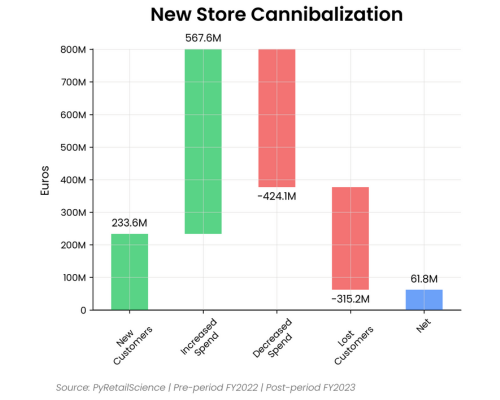 New Store Cannibalization
567.6M
800M
700M
600M
500M
400M
300M
200M
100M
0
Euros
233.6M
-424.1M
-315.2M
61.8M
New
Customers
Increased
Spend
Decreased
Spend
Lost
Customers
Net
Source: PyRetailScience | Pre-period FY2022 | Post-period FY2023